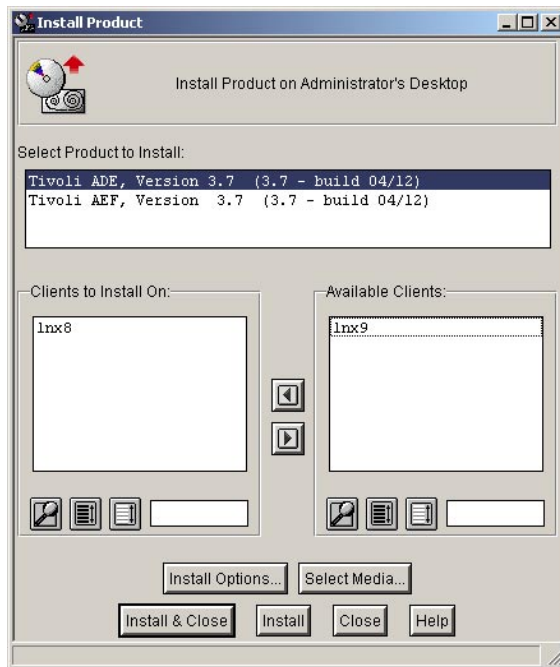 Install Product
Install Product on Administrator's Desktop
Select Product to Install:
Tivoli ADE, Version 3.7 (3.7 - build 04/12)
Tivoli AEF, Version 3.7 (3.7 - build 04/12)
Clients to Install On:
Available Clients:
lnx8
lnx9
Install Options...
Select Media...
Install & Close
Install
Close
Help